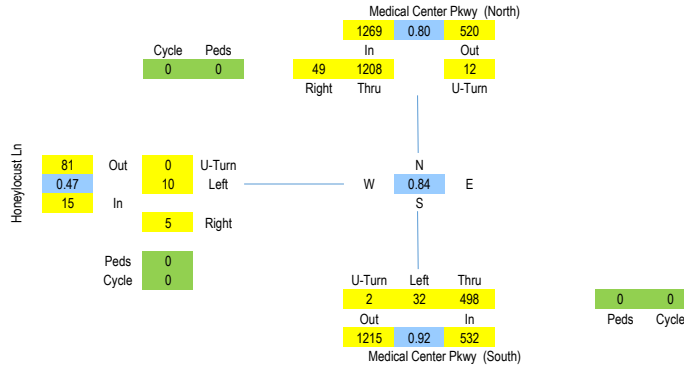 Medical Center Pkwy (North)
1269 0.80 520
Cycle Peds In Out
0 0 49 1208 12
Right Thru U-Turn
Honeylocust Ln
81 Out 0 U-Turn N
0.47 10 Left W 0.84 E
15 In S
5 Right
Peds 0
Cycle 0
U-Turn Left Thru
2 32 498 0 0
Out In Peds Cycle
1215 0.92 532
Medical Center Pkwy (South)